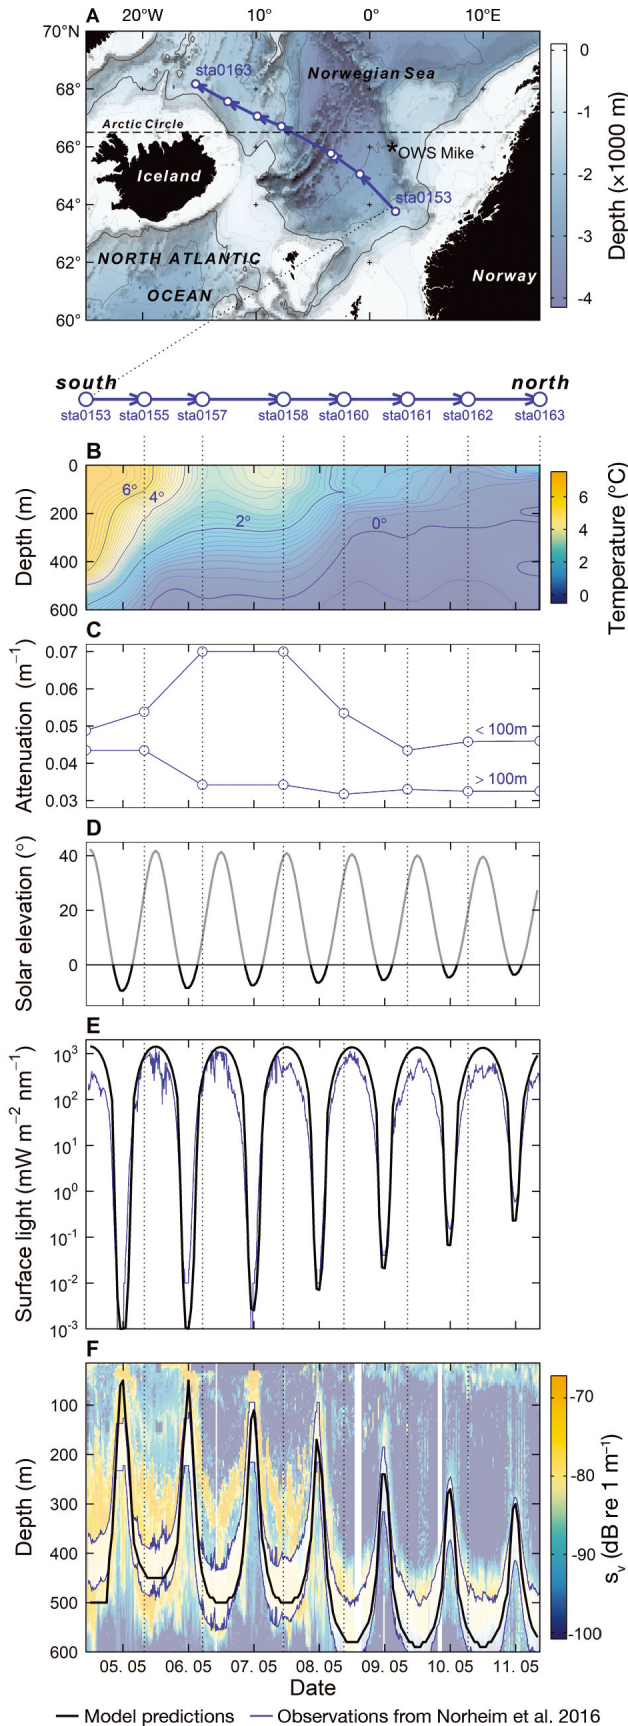 20°W 10° 0° 10°E
A
70°N
68°
66°
64°
62°
60°
sta0163
Norwegian Sea
Arctic Circle
*OWS Mike
Iceland
sta0153
NORTH ATLANTIC
OCEAN
Norway
0
-1
-2
-3
-4
Depth (×1000 m)
south north
sta0153 sta0155 sta0157 sta0158 sta0160 sta0161 sta0162 sta0163
B
Depth (m)
0
200
400
600
6° 4° 2° 0°
6
4
2
0
Temperature (°C)
C
Attenuation (m⁻¹)
0.07
0.06
0.05
0.04
0.03
< 100m
> 100m
D
Solar elevation (°)
40
20
0
E
Surface light (mW m⁻² nm⁻¹)
10³
10²
10¹
10⁰
10⁻¹
10⁻²
10⁻³
F
Depth (m)
100
200
300
400
500
600
-70
-80
-90
-100
sᵥ (dB re 1 m⁻¹)
05. 05 06. 05 07. 05 08. 05 09. 05 10. 05 11. 05
Date
Model predictions Observations from Norheim et al. 2016